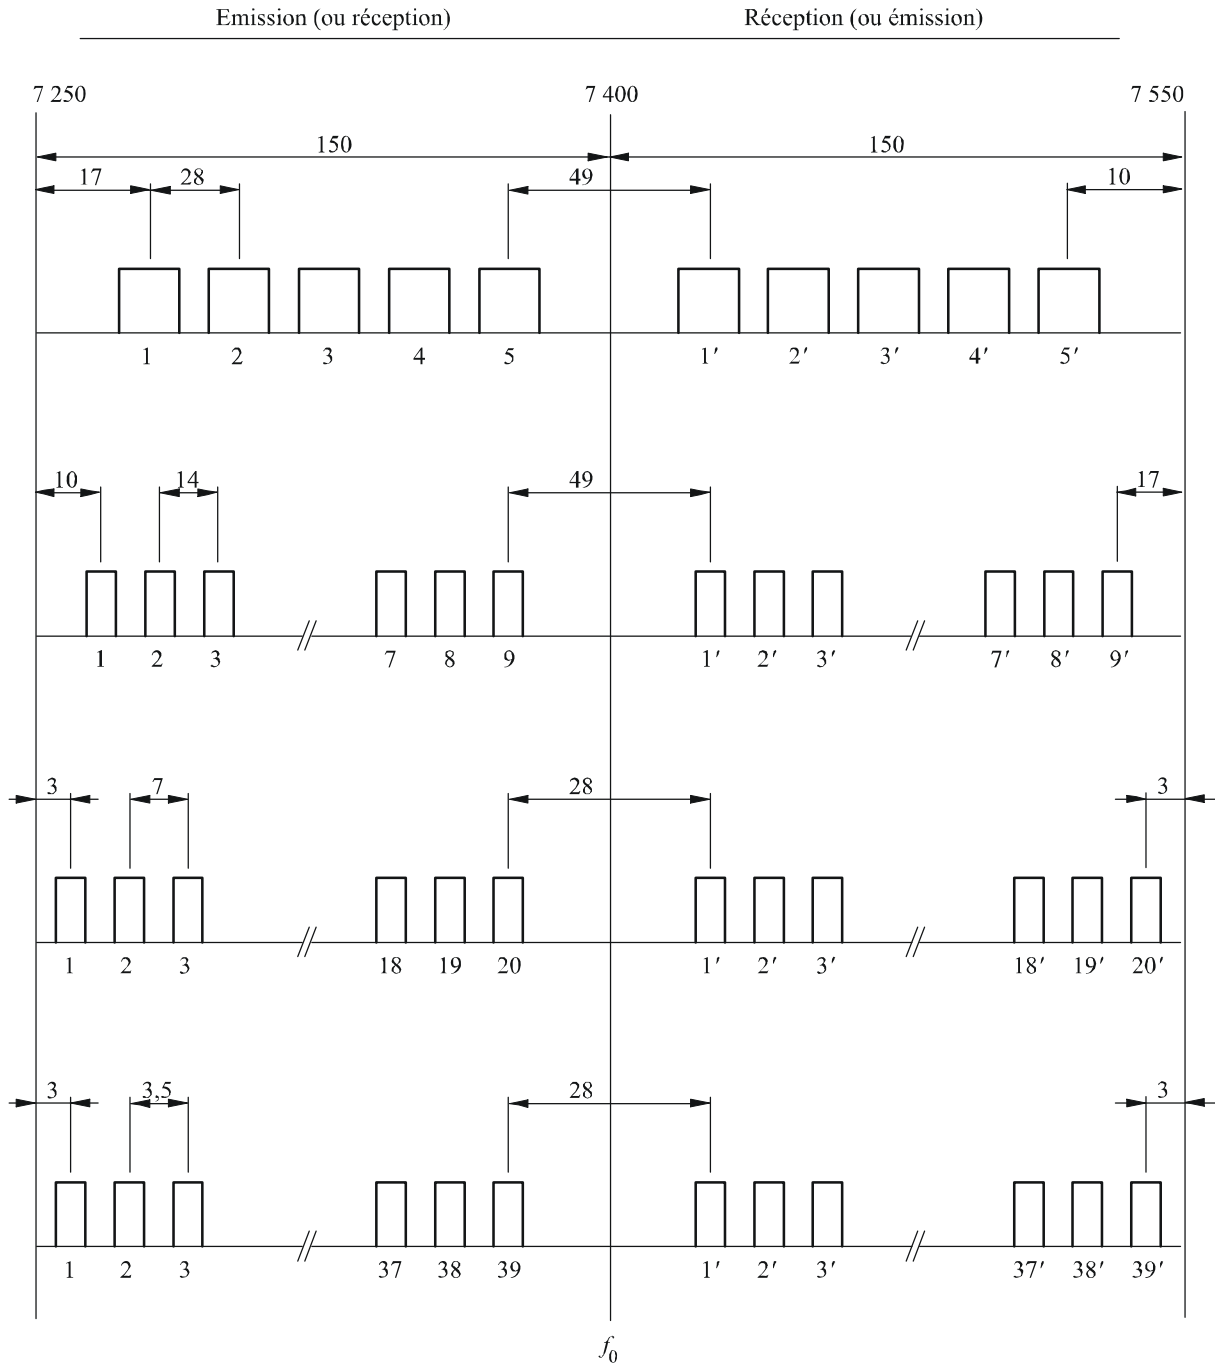 Emission (ou réception) Réception (ou émission)
7 250 7 400 7 550
150 150
17 28 49 10
1 2 3 4 5 1′ 2′ 3′ 4′ 5′
10 14 49 17
1 2 3 7 8 9 1′ 2′ 3′ 7′ 8′ 9′
3 7 28 3
1 2 3 18 19 20 1′ 2′ 3′ 18′ 19′ 20′
3 3,5 28 3
1 2 3 37 38 39 1′ 2′ 3′ 37′ 38′ 39′
f0